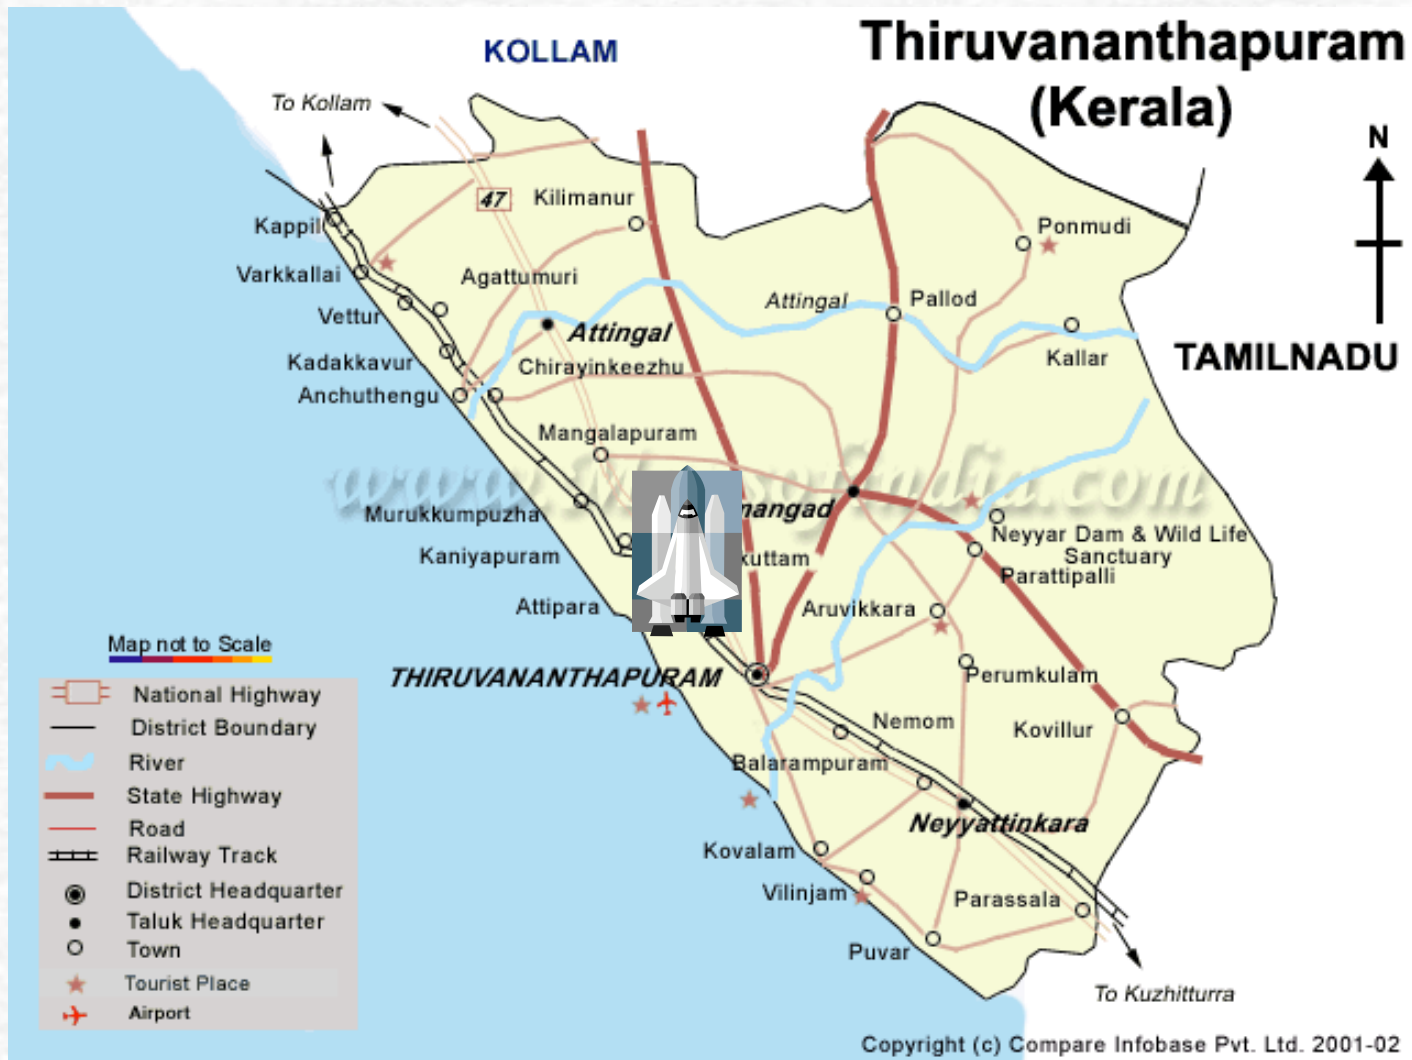 Thiruvananthapuram
(Kerala)
KOLLAM
To Kollam
N
47
Kilimanur
Kappil
Ponmudi
Varkkallai
Agattumuri
Attingal
Pallod
Vettur
Attingal
Kallar
TAMILNADU
Kadakkavur
Chirayinkeezhu
Anchuthengu
Mangalapuram
Murukkumpuzha
mangad
Neyyar Dam & Wild Life
Sanctuary
Kaniyapuram
kuttam
Parattipalli
Attipara
Aruvikkara
THIRUVANANTHAPURAM
Perumkulam
Nemom
Kovillur
Balarampuram
Neyyattinkara
Kovalam
Vilinjam
Parassala
Puvar
To Kuzhitturra
Map not to Scale
National Highway
District Boundary
River
State Highway
Road
Railway Track
District Headquarter
Taluk Headquarter
Town
Tourist Place
Airport
Copyright (c) Compare Infobase Pvt. Ltd. 2001-02